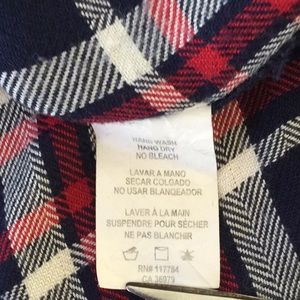 HAND WASH
HANG DRY
NO BLEACH
LAVAR A MANO
SECAR COLGADO
NO USAR BLANQEADOR
LAVER À LA MAIN
SUSPENDRE POUR SÉCHER
NE PAS BLANCHIR
RN# 117784
CA 36979